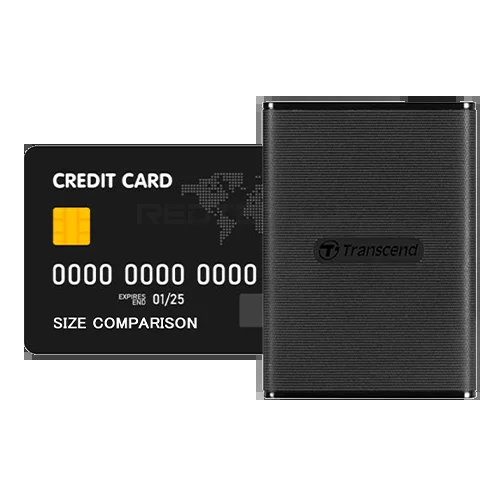 CREDIT CARD
0000 0000 0000
EXPIRES
END 01/25
SIZE COMPARISON
Transcend